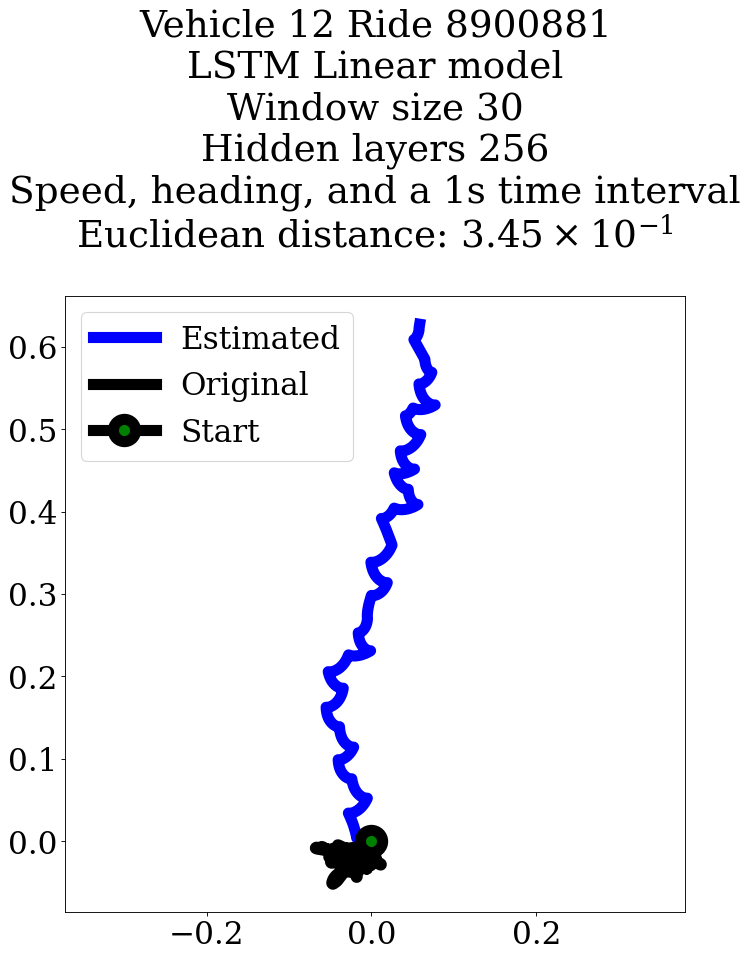 Vehicle 12 Ride 8900881
LSTM Linear model
Window size 30
Hidden layers 256
Speed, heading, and a 1s time interval
Euclidean distance: 3.45 × 10⁻¹
Estimated
Original
Start
0.6
0.5
0.4
0.3
0.2
0.1
0.0
−0.2 0.0 0.2